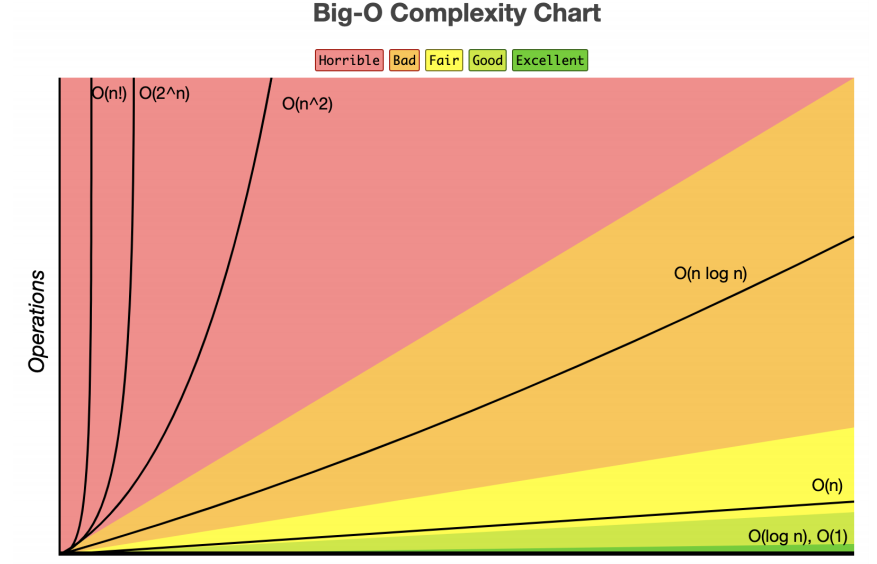 Big-O Complexity Chart
Horrible Bad Fair Good Excellent
O(n!) O(2^n)
O(n^2)
O(n log n)
Operations
O(n)
O(log n), O(1)